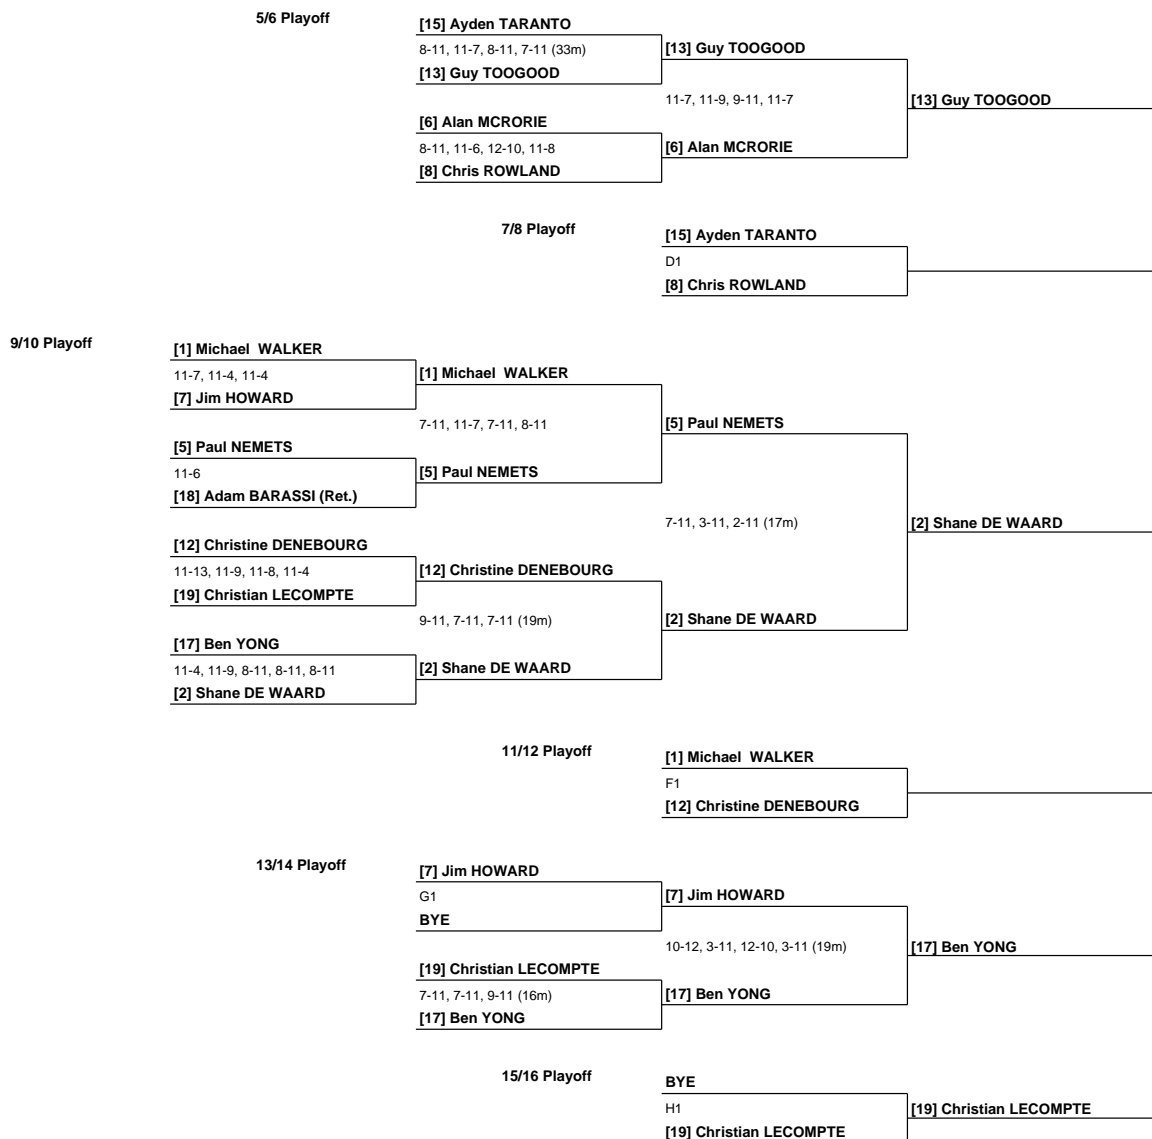 5/6 Playoff
[15] Ayden TARANTO
8-11, 11-7, 8-11, 7-11 (33m)
[13] Guy TOOGOOD
[13] Guy TOOGOOD
11-7, 11-9, 9-11, 11-7
[13] Guy TOOGOOD
[6] Alan MCRORIE
8-11, 11-6, 12-10, 11-8
[6] Alan MCRORIE
[8] Chris ROWLAND
7/8 Playoff
[15] Ayden TARANTO
D1
[8] Chris ROWLAND
9/10 Playoff
[1] Michael WALKER
11-7, 11-4, 11-4
[1] Michael WALKER
[7] Jim HOWARD
7-11, 11-7, 7-11, 8-11
[5] Paul NEMETS
[5] Paul NEMETS
11-6
[5] Paul NEMETS
[18] Adam BARASSI (Ret.)
7-11, 3-11, 2-11 (17m)
[2] Shane DE WAARD
[12] Christine DENEBOURG
11-13, 11-9, 11-8, 11-4
[12] Christine DENEBOURG
[19] Christian LECOMPTE
9-11, 7-11, 7-11 (19m)
[2] Shane DE WAARD
[17] Ben YONG
11-4, 11-9, 8-11, 8-11, 8-11
[2] Shane DE WAARD
[2] Shane DE WAARD
11/12 Playoff
[1] Michael WALKER
F1
[12] Christine DENEBOURG
13/14 Playoff
[7] Jim HOWARD
G1
[7] Jim HOWARD
BYE
10-12, 3-11, 12-10, 3-11 (19m)
[17] Ben YONG
[19] Christian LECOMPTE
7-11, 7-11, 9-11 (16m)
[17] Ben YONG
[17] Ben YONG
15/16 Playoff
BYE
H1
[19] Christian LECOMPTE
[19] Christian LECOMPTE